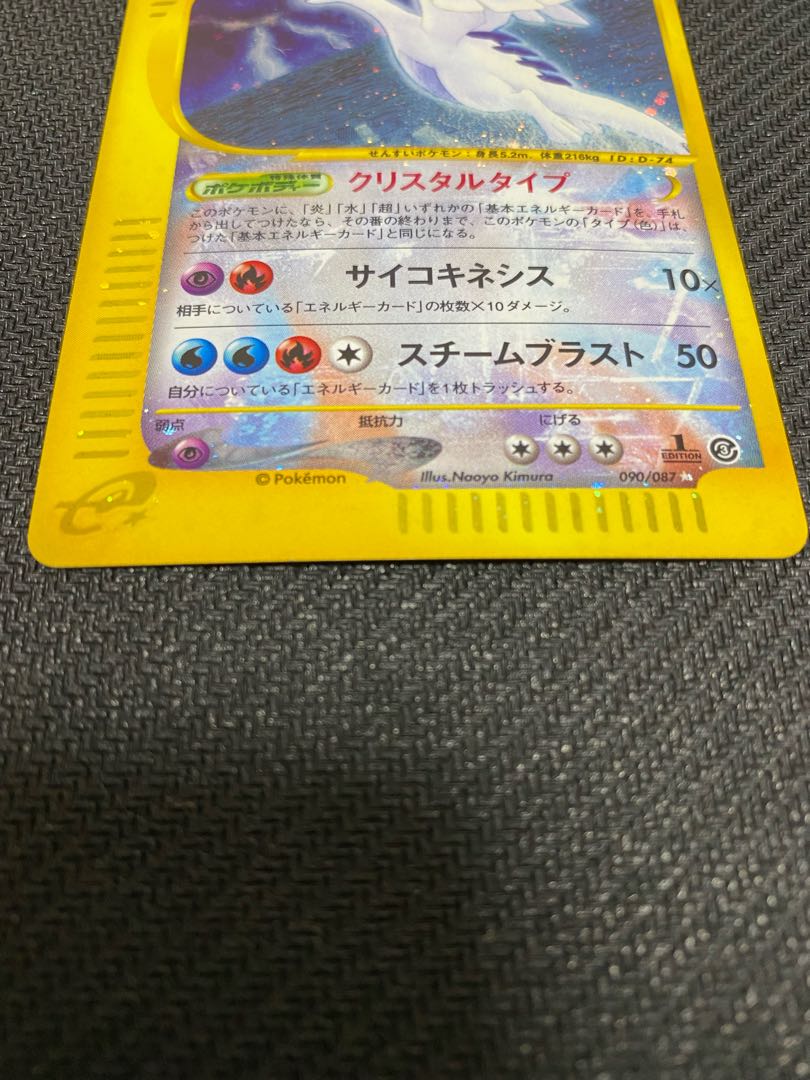 せんすいポケモン：身長5.2m、体重216kg ID：D-74
特殊体質
ポケボディー クリスタルタイプ
このポケモンに、「炎」「水」「超」いずれかの「基本エネルギーカード」を、手札
から出してつけたなら、その番の終わりまで、このポケモンの「タイプ（色）」は、
つけた「基本エネルギーカード」と同じになる。
サイコキネシス 10×
相手についている「エネルギーカード」の枚数×10ダメージ。
スチームブラスト 50
自分についている「エネルギーカード」を1枚トラッシュする。
弱点 抵抗力 にげる
1 EDITION 3
© Pokémon Illus.Naoyo Kimura 090/087 ★
e